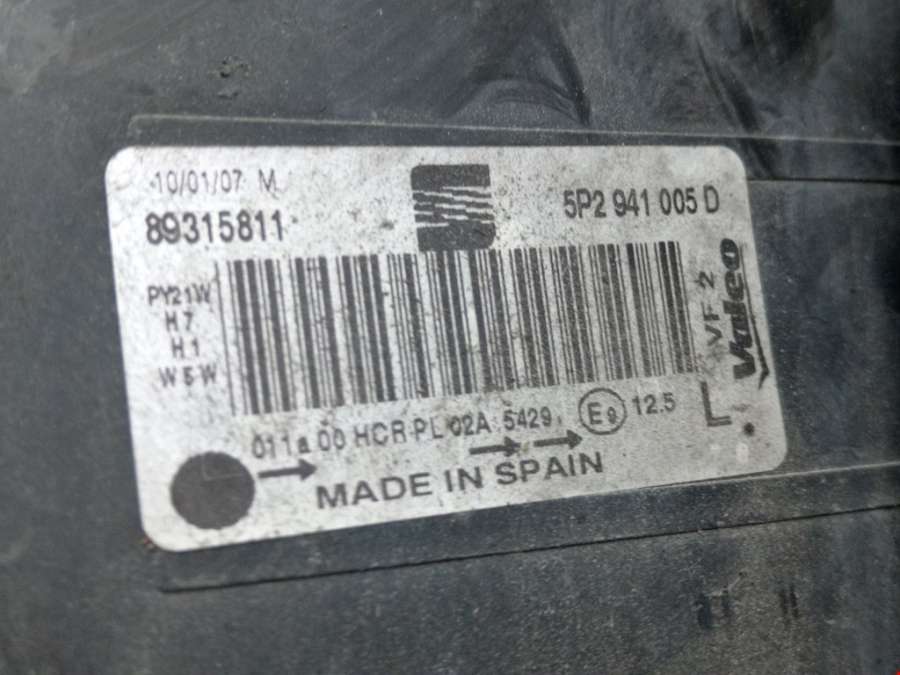 10/01/07 M
89315811
5P2 941 005 D
PY21W
H7
H1
W5W
VF 2
Valeo
L
011a 00 HCR PL 02A 5429
E9 12.5
MADE IN SPAIN